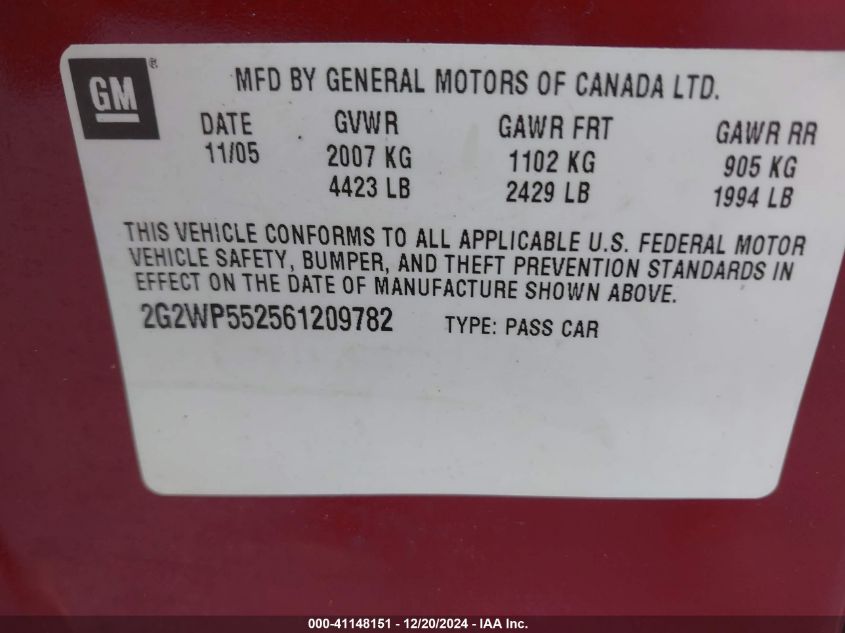 GM®
MFD BY GENERAL MOTORS OF CANADA LTD.
DATE GVWR GAWR FRT GAWR RR
11/05 2007 KG 1102 KG 905 KG
4423 LB 2429 LB 1994 LB
THIS VEHICLE CONFORMS TO ALL APPLICABLE U.S. FEDERAL MOTOR
VEHICLE SAFETY, BUMPER, AND THEFT PREVENTION STANDARDS IN
EFFECT ON THE DATE OF MANUFACTURE SHOWN ABOVE.
2G2WP552561209782 TYPE: PASS CAR
000-41148151 - 12/20/2024 - IAA Inc.